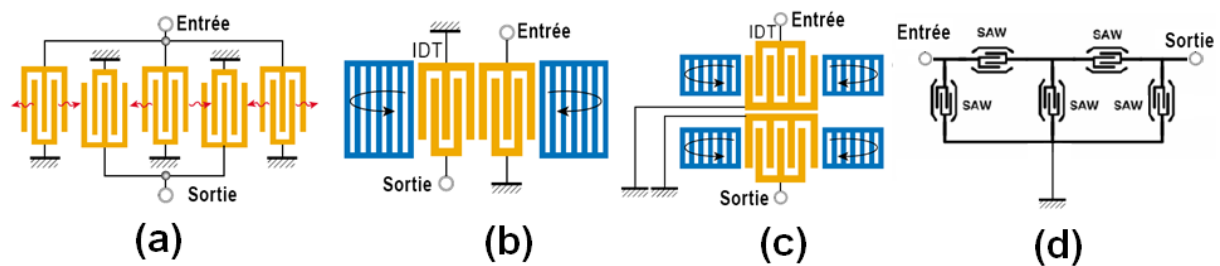 Entrée
Sortie
(a)
IDT
Entrée
Sortie
(b)
IDT
Entrée
Sortie
(c)
Entrée
SAW
SAW
Sortie
SAW
SAW
SAW
(d)